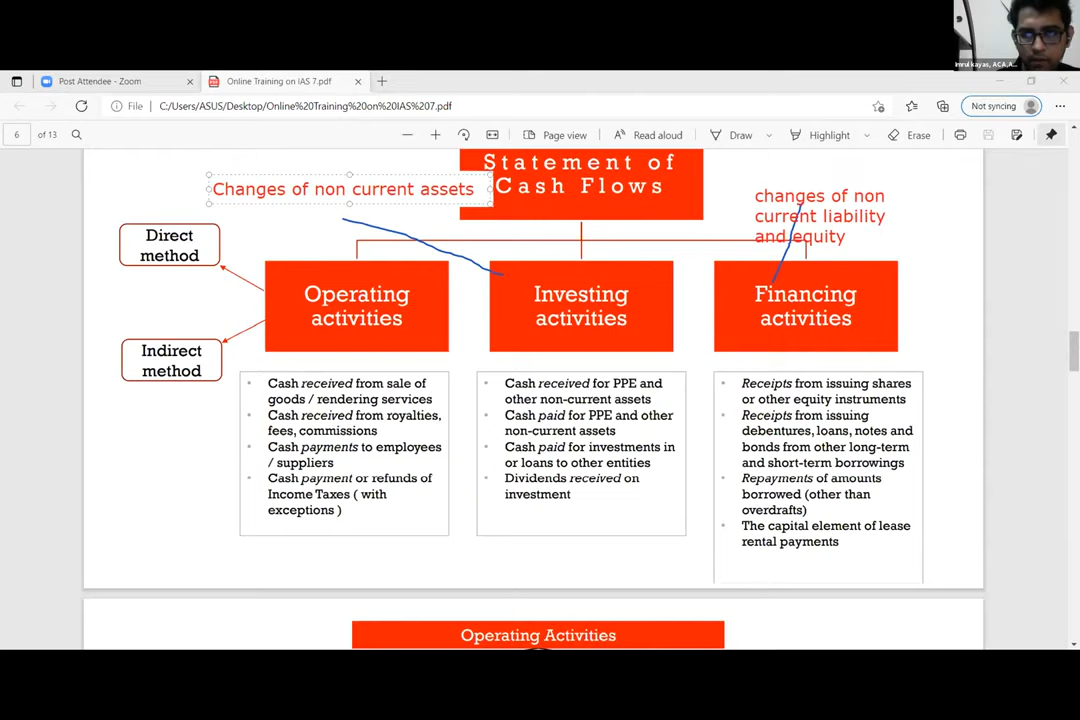 Imrul kayas, ACA,A...
Post Attendee - Zoom
Online Training on IAS 7.pdf
File
C:/Users/ASUS/Desktop/Online%20Training%20on%20IAS%207.pdf
Not syncing
6 of 13
Page view
Read aloud
Draw
Highlight
Erase
Statement of
Cash Flows
Changes of non current assets
changes of non
current liability
and equity
Direct
method
Indirect
method
Operating
activities
Investing
activities
Financing
activities
Cash received from sale of
goods / rendering services
Cash received from royalties,
fees, commissions
Cash payments to employees
/ suppliers
Cash payment or refunds of
Income Taxes ( with
exceptions )
Cash received for PPE and
other non-current assets
Cash paid for PPE and other
non-current assets
Cash paid for investments in
or loans to other entities
Dividends received on
investment
Receipts from issuing shares
or other equity instruments
Receipts from issuing
debentures, loans, notes and
bonds from other long-term
and short-term borrowings
Repayments of amounts
borrowed (other than
overdrafts)
The capital element of lease
rental payments
Operating Activities